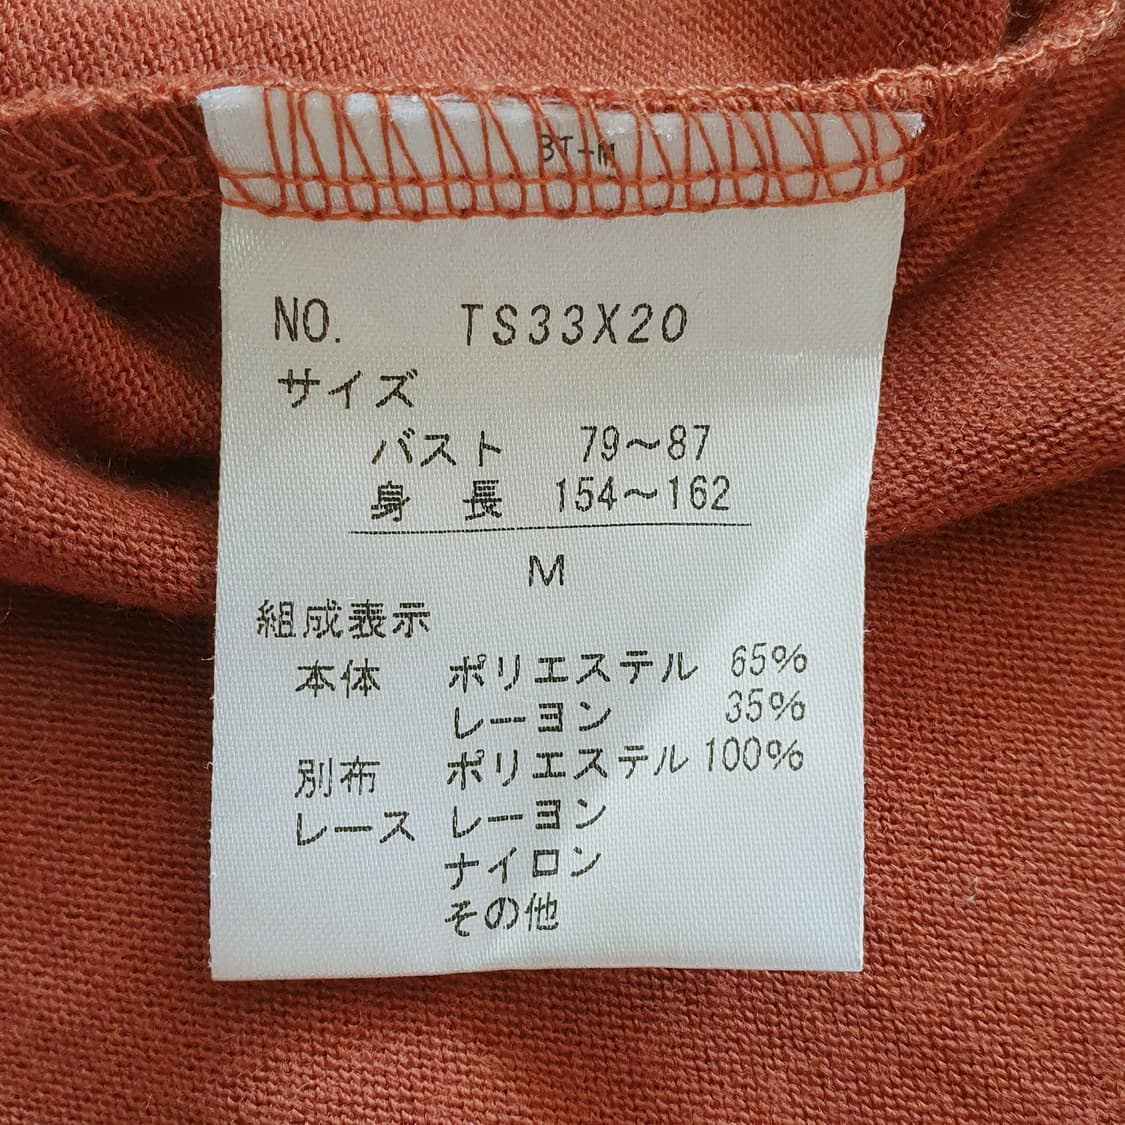 BT-M
NO. TS33X20
サイズ
バスト 79～87
身 長 154～162
M
組成表示
本体 ポリエステル 65%
レーヨン 35%
別布 ポリエステル 100%
レース レーヨン
ナイロン
その他